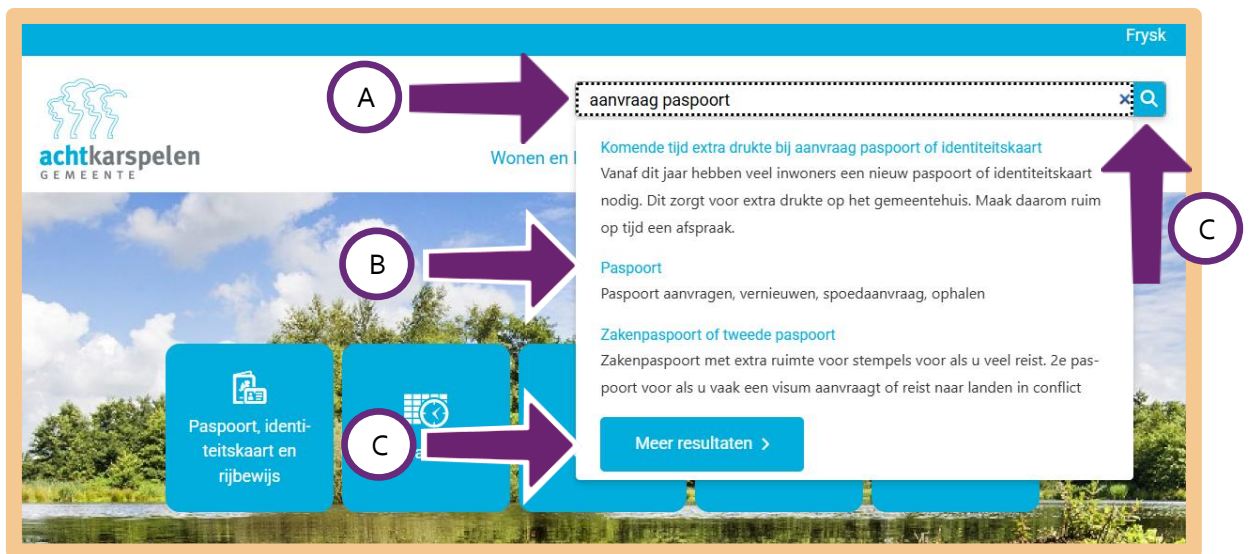 Frysk
A
aanvraag paspoort
×
achtkarspelen
GEMEENTE
Wonen en
Komende tijd extra drukte bij aanvraag paspoort of identiteitskaart
Vanaf dit jaar hebben veel inwoners een nieuw paspoort of identiteitskaart
nodig. Dit zorgt voor extra drukte op het gemeentehuis. Maak daarom ruim
op tijd een afspraak.
C
B
Paspoort
Paspoort aanvragen, vernieuwen, spoedaanvraag, ophalen
Zakenpaspoort of tweede paspoort
Zakenpaspoort met extra ruimte voor stempels voor als u veel reist. 2e pas-
poort voor als u vaak een visum aanvraagt of reist naar landen in conflict
Paspoort, identi-
teitskaart en
rijbewijs
C
Meer resultaten >